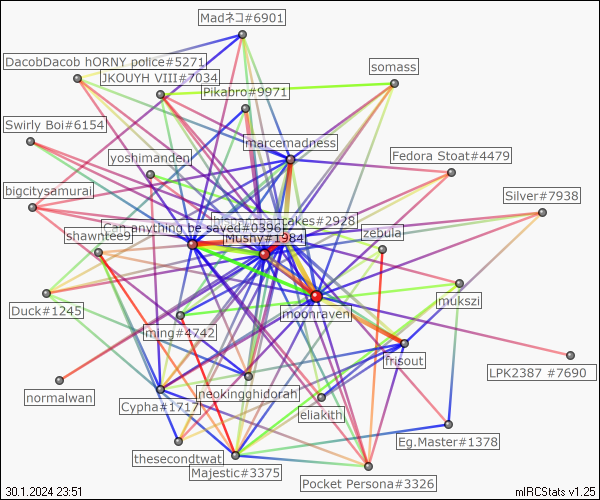 Madネコ#6901
DacobDacob hORNY police#5271
somass
JKOUYH VIII#7034
Pikabro#9971
Swirly Boi#6154
marcemadness
yoshimanden
Fedora Stoat#4479
bigcitysamurai
Silver#7938
cakes#2928
Can anything be saved#0396
shawntee9
Mushy#1984
zebula
mukszi
Duck#1245
moonraven
ming#4742
frisout
LPK2387 #7690
normalwan
neokingghidorah
Cypha#1717
eliakith
Eg.Master#1378
thesecondtwat
Majestic#3375
Pocket Persona#3326
30.1.2024 23:51
mIRCStats v1.25